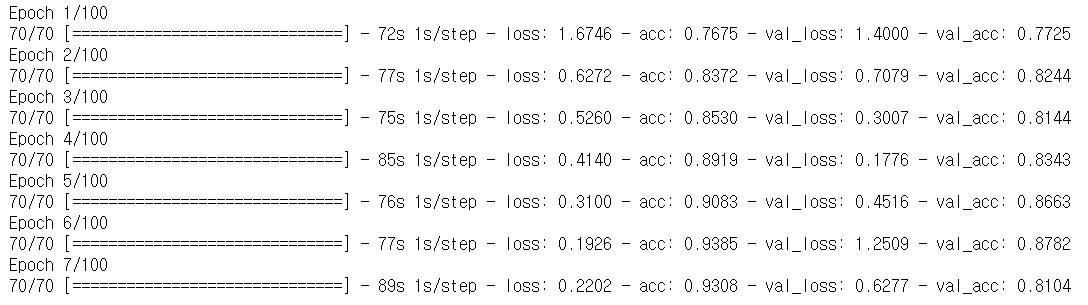 Epoch 1/100
70/70 [==============================] - 72s 1s/step - loss: 1.6746 - acc: 0.7675 - val_loss: 1.4000 - val_acc: 0.7725
Epoch 2/100
70/70 [==============================] - 77s 1s/step - loss: 0.6272 - acc: 0.8372 - val_loss: 0.7079 - val_acc: 0.8244
Epoch 3/100
70/70 [==============================] - 75s 1s/step - loss: 0.5260 - acc: 0.8530 - val_loss: 0.3007 - val_acc: 0.8144
Epoch 4/100
70/70 [==============================] - 85s 1s/step - loss: 0.4140 - acc: 0.8919 - val_loss: 0.1776 - val_acc: 0.8343
Epoch 5/100
70/70 [==============================] - 76s 1s/step - loss: 0.3100 - acc: 0.9083 - val_loss: 0.4516 - val_acc: 0.8663
Epoch 6/100
70/70 [==============================] - 77s 1s/step - loss: 0.1926 - acc: 0.9385 - val_loss: 1.2509 - val_acc: 0.8782
Epoch 7/100
70/70 [==============================] - 89s 1s/step - loss: 0.2202 - acc: 0.9308 - val_loss: 0.6277 - val_acc: 0.8104